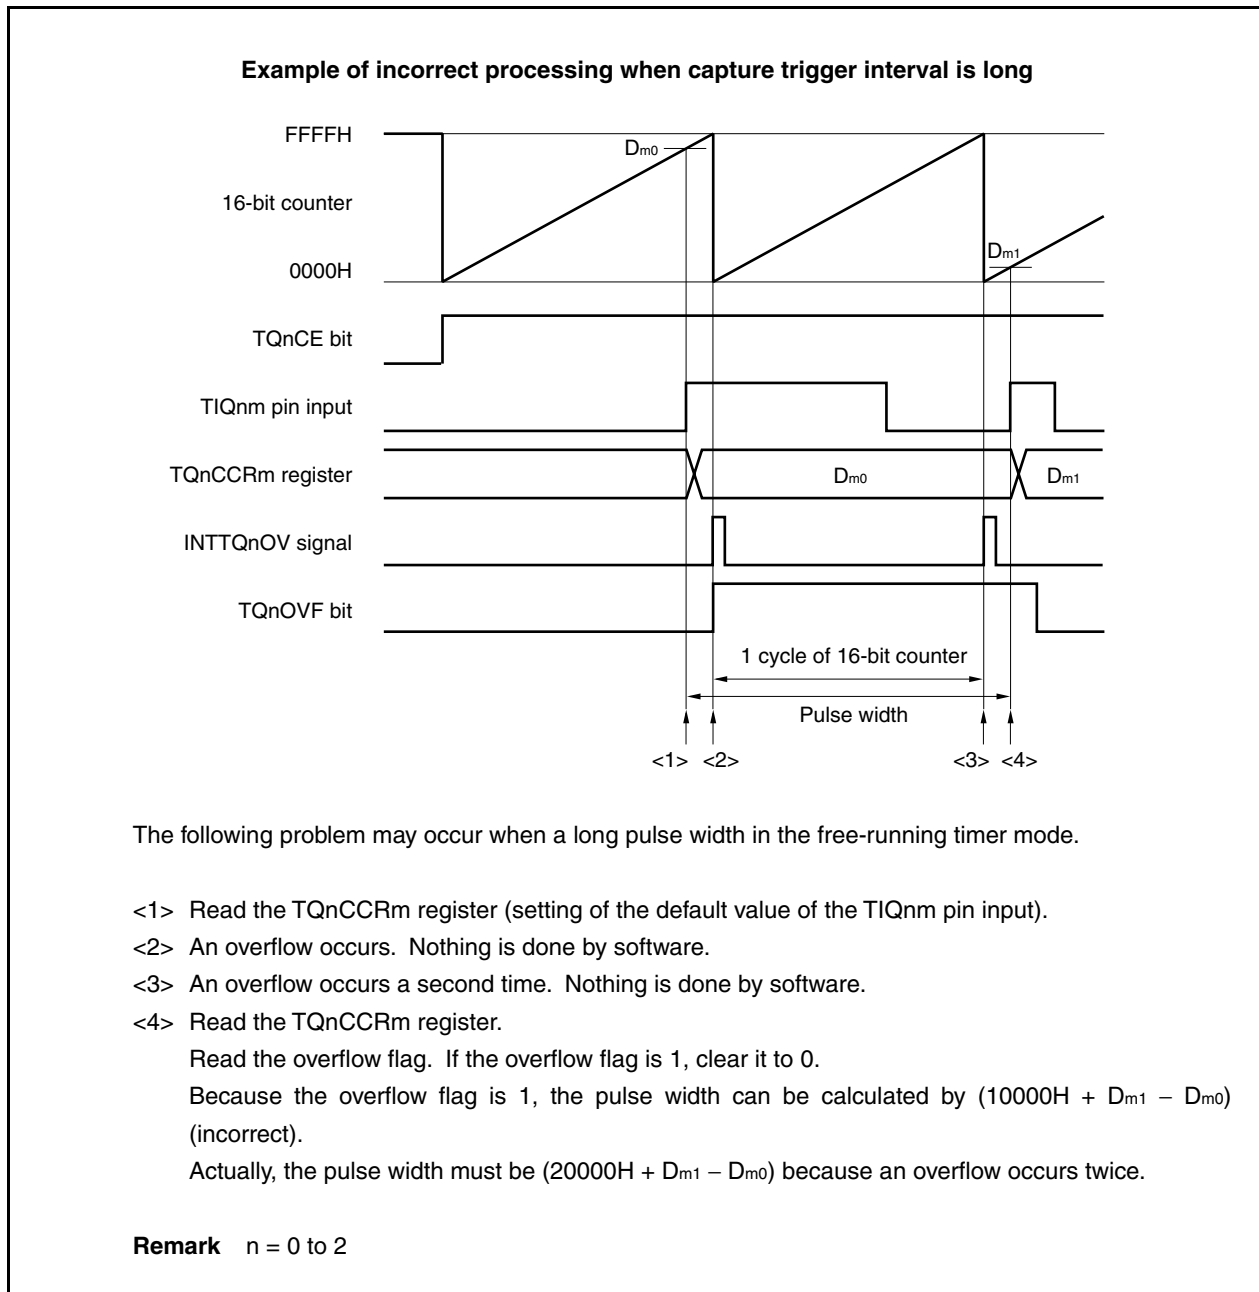 Example of incorrect processing when capture trigger interval is long
FFFFH
Dm0
16-bit counter
Dm1
0000H
TQnCE bit
TIQnm pin input
TQnCCRm register
Dm0
Dm1
INTTQnOV signal
TQnOVF bit
1 cycle of 16-bit counter
Pulse width
<1> <2> <3> <4>
The following problem may occur when a long pulse width in the free-running timer mode.
<1> Read the TQnCCRm register (setting of the default value of the TIQnm pin input).
<2> An overflow occurs. Nothing is done by software.
<3> An overflow occurs a second time. Nothing is done by software.
<4> Read the TQnCCRm register.
Read the overflow flag. If the overflow flag is 1, clear it to 0.
Because the overflow flag is 1, the pulse width can be calculated by (10000H + Dm1 − Dm0)
(incorrect).
Actually, the pulse width must be (20000H + Dm1 − Dm0) because an overflow occurs twice.
Remark n = 0 to 2